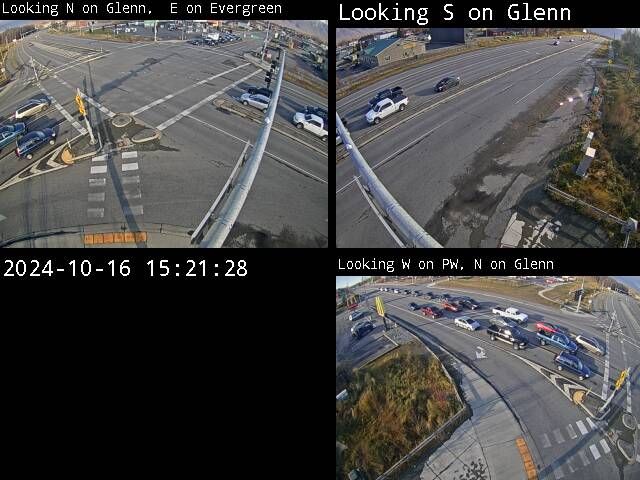 Looking N on Glenn,  E on Evergreen
Looking S on Glenn
2024-10-16 15:21:28
Looking W on PW, N on Glenn